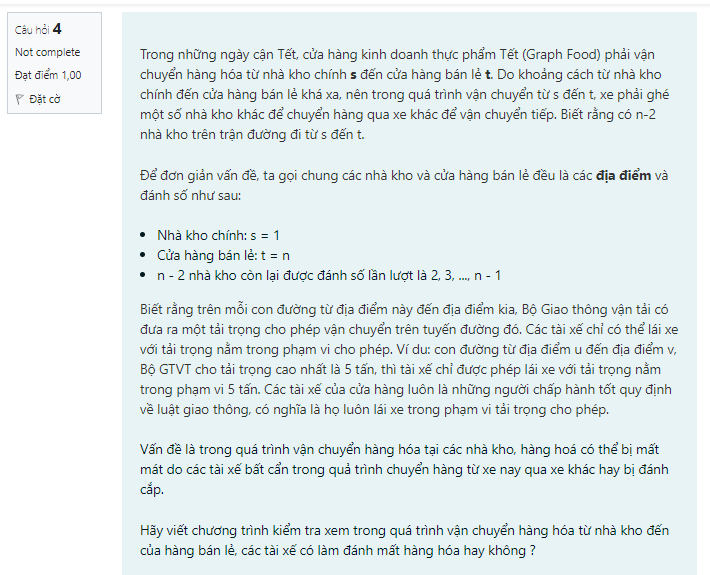 Câu hỏi 4
Not complete
Đạt điểm 1,00
Đặt cờ
Trong những ngày cận Tết, cửa hàng kinh doanh thực phẩm Tết (Graph Food) phải vận
chuyển hàng hóa từ nhà kho chính s đến cửa hàng bán lẻ t. Do khoảng cách từ nhà kho
chính đến cửa hàng bán lẻ khá xa, nên trong quá trình vận chuyển từ s đến t, xe phải ghé
một số nhà kho khác để chuyển hàng qua xe khác để vận chuyển tiếp. Biết rằng có n-2
nhà kho trên trận đường đi từ s đến t.
Để đơn giản vấn đề, ta gọi chung các nhà kho và cửa hàng bán lẻ đều là các địa điểm và
đánh số như sau:
• Nhà kho chính: s = 1
• Cửa hàng bán lẻ: t = n
• n - 2 nhà kho còn lại được đánh số lần lượt là 2, 3, ..., n - 1
Biết rằng trên mỗi con đường từ địa điểm này đến địa điểm kia, Bộ Giao thông vận tải có
đưa ra một tải trọng cho phép vận chuyển trên tuyến đường đó. Các tài xế chỉ có thể lái xe
với tải trọng nằm trong phạm vi cho phép. Ví du: con đường từ địa điểm u đến địa điểm v,
Bộ GTVT cho tải trọng cao nhất là 5 tấn, thì tài xế chỉ được phép lái xe với tải trọng nằm
trong phạm vi 5 tấn. Các tài xế của cửa hàng luôn là những người chấp hành tốt quy định
về luật giao thông, có nghĩa là họ luôn lái xe trong phạm vi tải trọng cho phép.
Vấn đề là trong quá trình vận chuyển hàng hóa tại các nhà kho, hàng hoá có thể bị mất
mát do các tài xế bất cẩn trong quả trình chuyển hàng từ xe nay qua xe khác hay bị đánh
cắp.
Hãy viết chương trình kiểm tra xem trong quá trình vận chuyển hàng hóa từ nhà kho đến
của hàng bán lẻ, các tài xế có làm đánh mất hàng hóa hay không ?